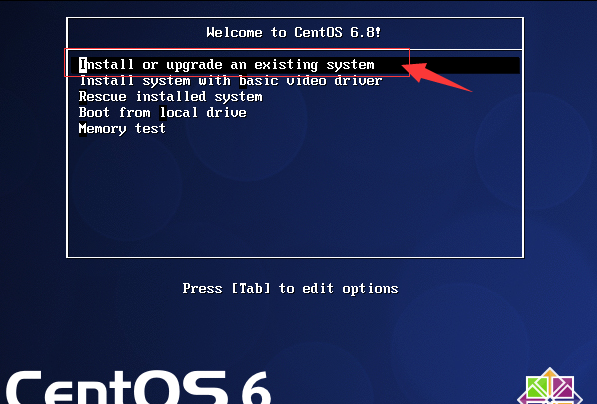 Welcome to CentOS 6.8!
Install or upgrade an existing system
Install system with basic video driver
Rescue installed system
Boot from local drive
Memory test
Press [Tab] to edit options
CentOS 6